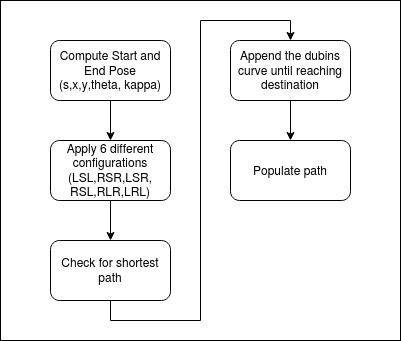 Compute Start and
End Pose
(s,x,y,theta, kappa)
Apply 6 different
configurations
(LSL,RSR,LSR,
RSL,RLR,LRL)
Check for shortest
path
Append the dubins
curve until reaching
destination
Populate path